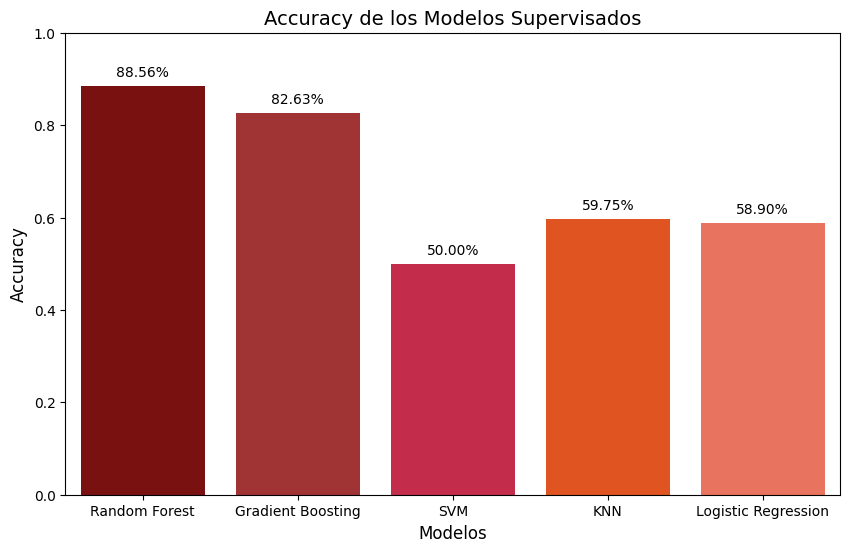 Accuracy de los Modelos Supervisados
1.0
0.8
0.6
0.4
0.2
0.0
Accuracy
88.56%
82.63%
50.00%
59.75%
58.90%
Random Forest
Gradient Boosting
SVM
KNN
Logistic Regression
Modelos